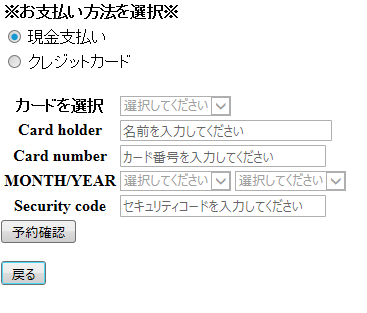 ※お支払い方法を選択※
現金支払い
クレジットカード
カードを選択 選択してください
Card holder 名前を入力してください
Card number カード番号を入力してください
MONTH/YEAR 選択してください 選択してください
Security code セキュリティコードを入力してください
予約確認
戻る